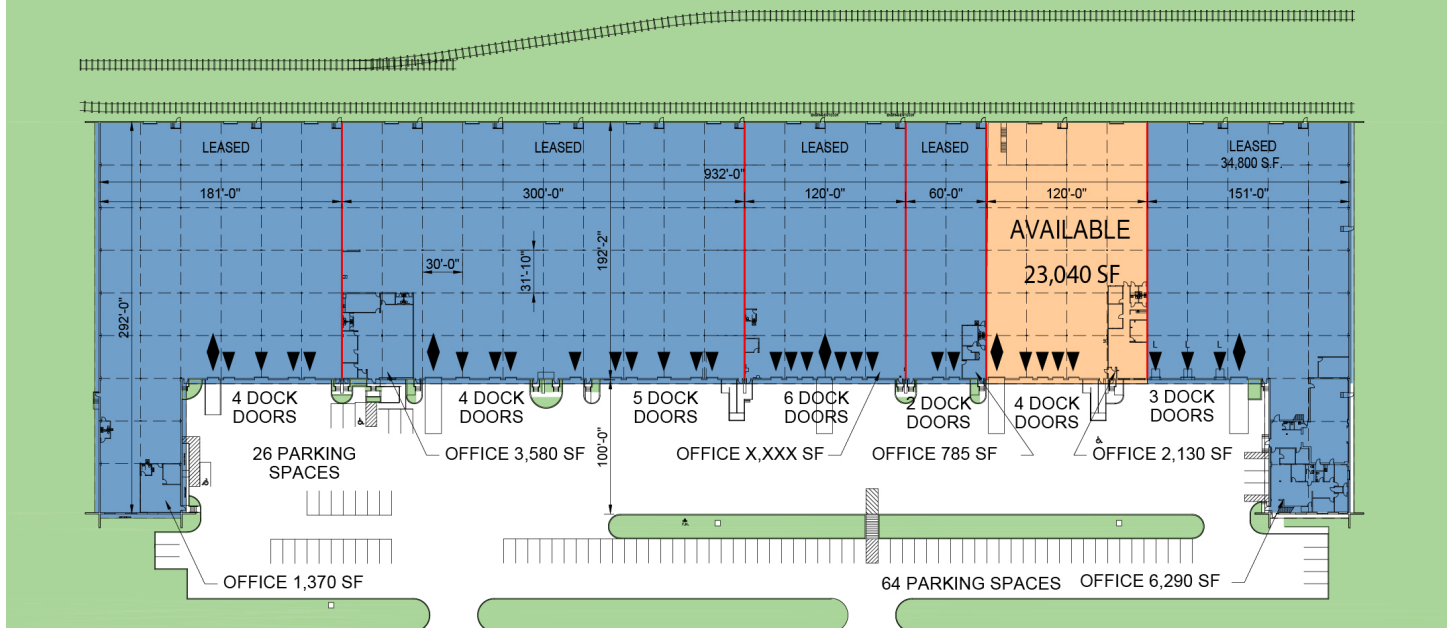 LEASED
LEASED
LEASED
LEASED
LEASED
34,800 S.F.
932'-0"
181'-0"
300'-0"
120'-0"
60'-0"
120'-0"
151'-0"
AVAILABLE
23,040 SF
192'-2"
30'-0"
31'-10"
292'-0"
L
L
L
4 DOCK
DOORS
4 DOCK
DOORS
5 DOCK
DOORS
6 DOCK
DOORS
2 DOCK
DOORS
4 DOCK
DOORS
3 DOCK
DOORS
100'-0"
26 PARKING
SPACES
OFFICE 3,580 SF
OFFICE X,XXX SF
OFFICE 785 SF
OFFICE 2,130 SF
OFFICE 1,370 SF
64 PARKING SPACES
OFFICE 6,290 SF